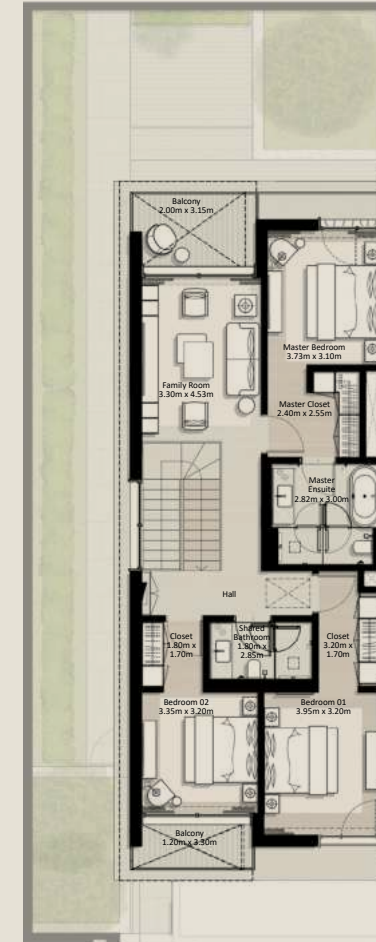 Balcony
2.00m x 3.15m
Master Bedroom
3.73m x 3.10m
Family Room
3.30m x 4.53m
Master Closet
2.40m x 2.55m
Master
Ensuite
2.82m x 3.00m
Hall
Shared
Bathroom
1.80m x
2.85m
Closet
1.80m x
1.70m
Closet
3.20m x
1.70m
Bedroom 02
3.35m x 3.20m
Bedroom 01
3.95m x 3.20m
Balcony
1.20m x 3.30m